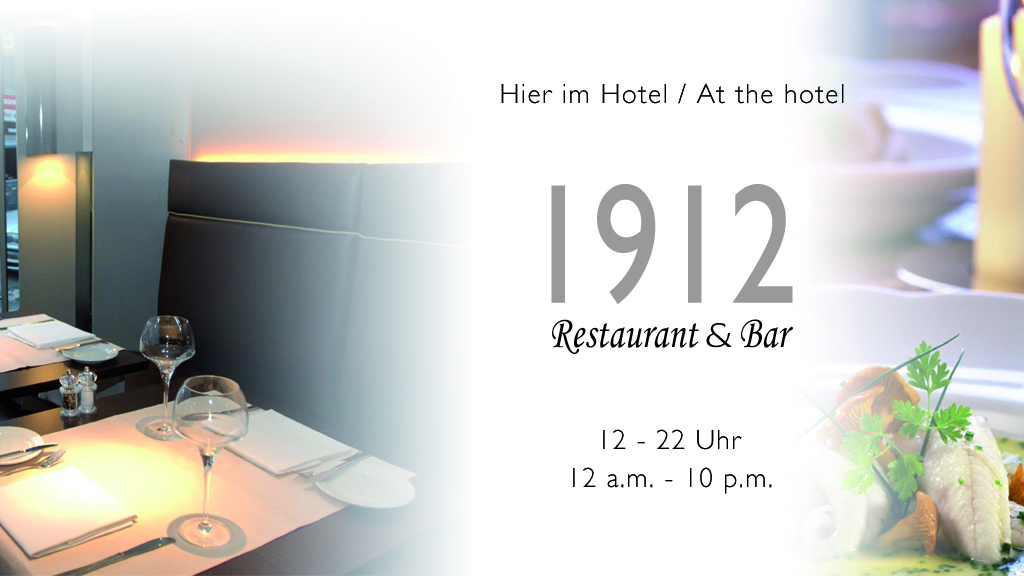 Hier im Hotel / At the hotel
1912
Restaurant & Bar
12 - 22 Uhr
12 a.m. - 10 p.m.